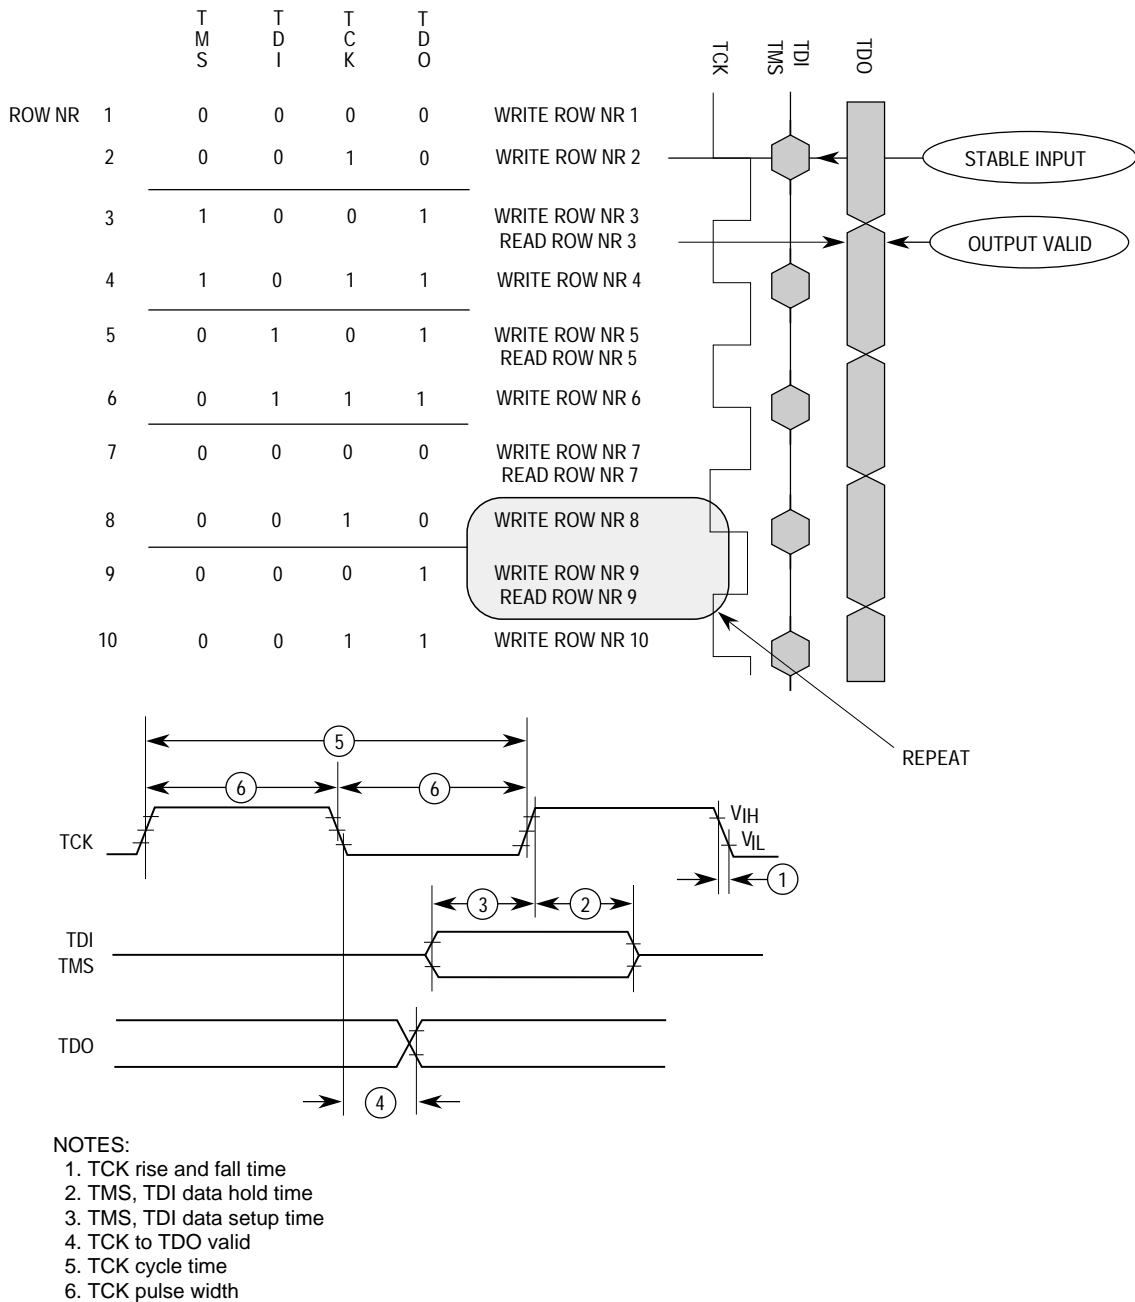 TMS TDI TCK TDO TCK TMS TDI TDO
ROW NR 1 0 0 0 0 WRITE ROW NR 1
2 0 0 1 0 WRITE ROW NR 2 STABLE INPUT
3 1 0 0 1 WRITE ROW NR 3
READ ROW NR 3 OUTPUT VALID
4 1 0 1 1 WRITE ROW NR 4
5 0 1 0 1 WRITE ROW NR 5
READ ROW NR 5
6 0 1 1 1 WRITE ROW NR 6
7 0 0 0 0 WRITE ROW NR 7
READ ROW NR 7
8 0 0 1 0 WRITE ROW NR 8
9 0 0 0 1 WRITE ROW NR 9
READ ROW NR 9
10 0 0 1 1 WRITE ROW NR 10
REPEAT
5
6 6
TCK VIH
VIL
1
3 2
TDI
TMS
TDO
4
NOTES:
1. TCK rise and fall time
2. TMS, TDI data hold time
3. TMS, TDI data setup time
4. TCK to TDO valid
5. TCK cycle time
6. TCK pulse width